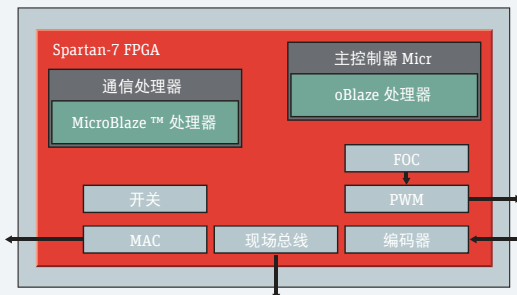 Spartan-7 FPGA
通信处理器
MicroBlaze ™ 处理器
主控制器 Micr
oBlaze 处理器
FOC
开关
PWM
MAC
现场总线
编码器